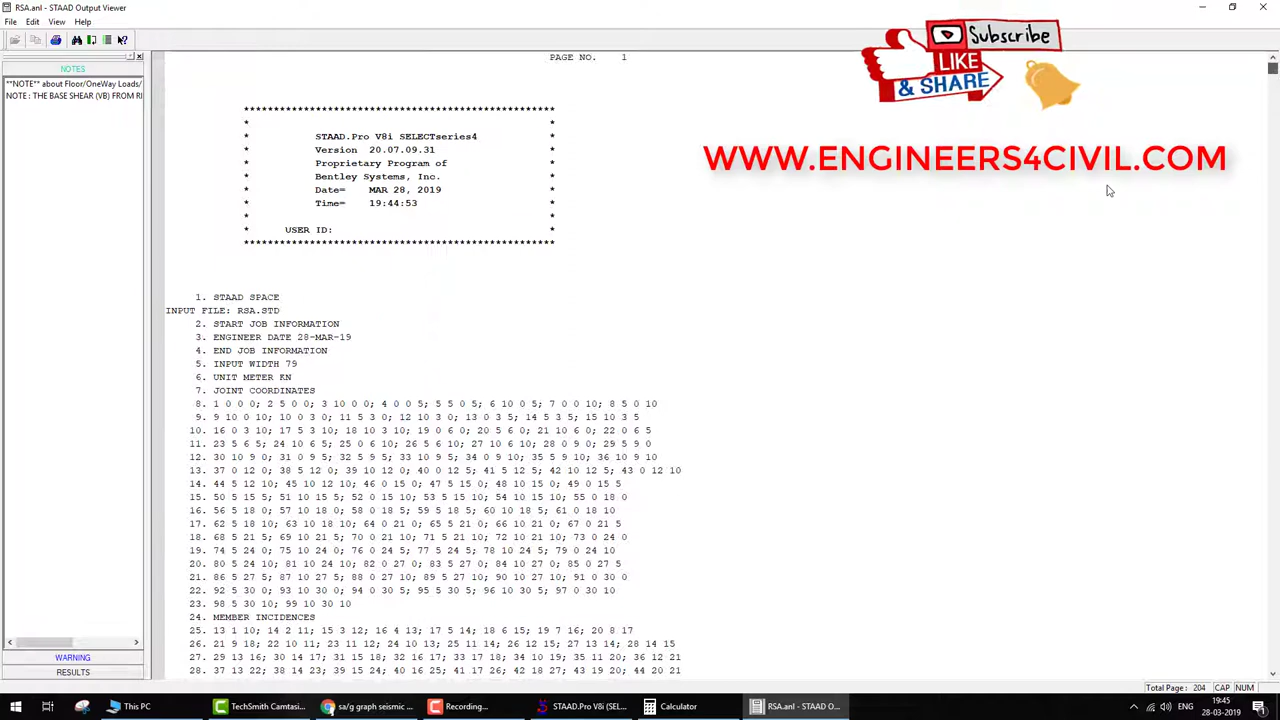 RSA.anl - STAAD Output Viewer
File Edit View Help
NOTES
**NOTE** about Floor/OneWay Loads/
NOTE : THE BASE SHEAR (VB) FROM RI
WARNING
RESULTS
PAGE NO. 1
*****************************************************
* *
* STAAD.Pro V8i SELECTseries4 *
* Version 20.07.09.31 *
* Proprietary Program of *
* Bentley Systems, Inc. *
* Date= MAR 28, 2019 *
* Time= 19:44:53 *
* *
* USER ID: *
*****************************************************
Subscribe
LIKE
& SHARE
WWW.ENGINEERS4CIVIL.COM
1. STAAD SPACE
INPUT FILE: RSA.STD
2. START JOB INFORMATION
3. ENGINEER DATE 28-MAR-19
4. END JOB INFORMATION
5. INPUT WIDTH 79
6. UNIT METER KN
7. JOINT COORDINATES
8. 1 0 0 0; 2 5 0 0; 3 10 0 0; 4 0 0 5; 5 5 0 5; 6 10 0 5; 7 0 0 10; 8 5 0 10
9. 9 10 0 10; 10 0 3 0; 11 5 3 0; 12 10 3 0; 13 0 3 5; 14 5 3 5; 15 10 3 5
10. 16 0 3 10; 17 5 3 10; 18 10 3 10; 19 0 6 0; 20 5 6 0; 21 10 6 0; 22 0 6 5
11. 23 5 6 5; 24 10 6 5; 25 0 6 10; 26 5 6 10; 27 10 6 10; 28 0 9 0; 29 5 9 0
12. 30 10 9 0; 31 0 9 5; 32 5 9 5; 33 10 9 5; 34 0 9 10; 35 5 9 10; 36 10 9 10
13. 37 0 12 0; 38 5 12 0; 39 10 12 0; 40 0 12 5; 41 5 12 5; 42 10 12 5; 43 0 12 10
14. 44 5 12 10; 45 10 12 10; 46 0 15 0; 47 5 15 0; 48 10 15 0; 49 0 15 5
15. 50 5 15 5; 51 10 15 5; 52 0 15 10; 53 5 15 10; 54 10 15 10; 55 0 18 0
16. 56 5 18 0; 57 10 18 0; 58 0 18 5; 59 5 18 5; 60 10 18 5; 61 0 18 10
17. 62 5 18 10; 63 10 18 10; 64 0 21 0; 65 5 21 0; 66 10 21 0; 67 0 21 5
18. 68 5 21 5; 69 10 21 5; 70 0 21 10; 71 5 21 10; 72 10 21 10; 73 0 24 0
19. 74 5 24 0; 75 10 24 0; 76 0 24 5; 77 5 24 5; 78 10 24 5; 79 0 24 10
20. 80 5 24 10; 81 10 24 10; 82 0 27 0; 83 5 27 0; 84 10 27 0; 85 0 27 5
21. 86 5 27 5; 87 10 27 5; 88 0 27 10; 89 5 27 10; 90 10 27 10; 91 0 30 0
22. 92 5 30 0; 93 10 30 0; 94 0 30 5; 95 5 30 5; 96 10 30 5; 97 0 30 10
23. 98 5 30 10; 99 10 30 10
24. MEMBER INCIDENCES
25. 13 1 10; 14 2 11; 15 3 12; 16 4 13; 17 5 14; 18 6 15; 19 7 16; 20 8 17
26. 21 9 18; 22 10 11; 23 11 12; 24 10 13; 25 11 14; 26 12 15; 27 13 14; 28 14 15
27. 29 13 16; 30 14 17; 31 15 18; 32 16 17; 33 17 18; 34 10 19; 35 11 20; 36 12 21
28. 37 13 22; 38 14 23; 39 15 24; 40 16 25; 41 17 26; 42 18 27; 43 19 20; 44 20 21
Total Page : 204 CAP NUM
This PC
TechSmith Camtasi...
sa/g graph seismic ...
Recording...
STAAD.Pro V8i (SEL...
Calculator
RSA.anl - STAAD O...
ENG
19:45
28-03-2019